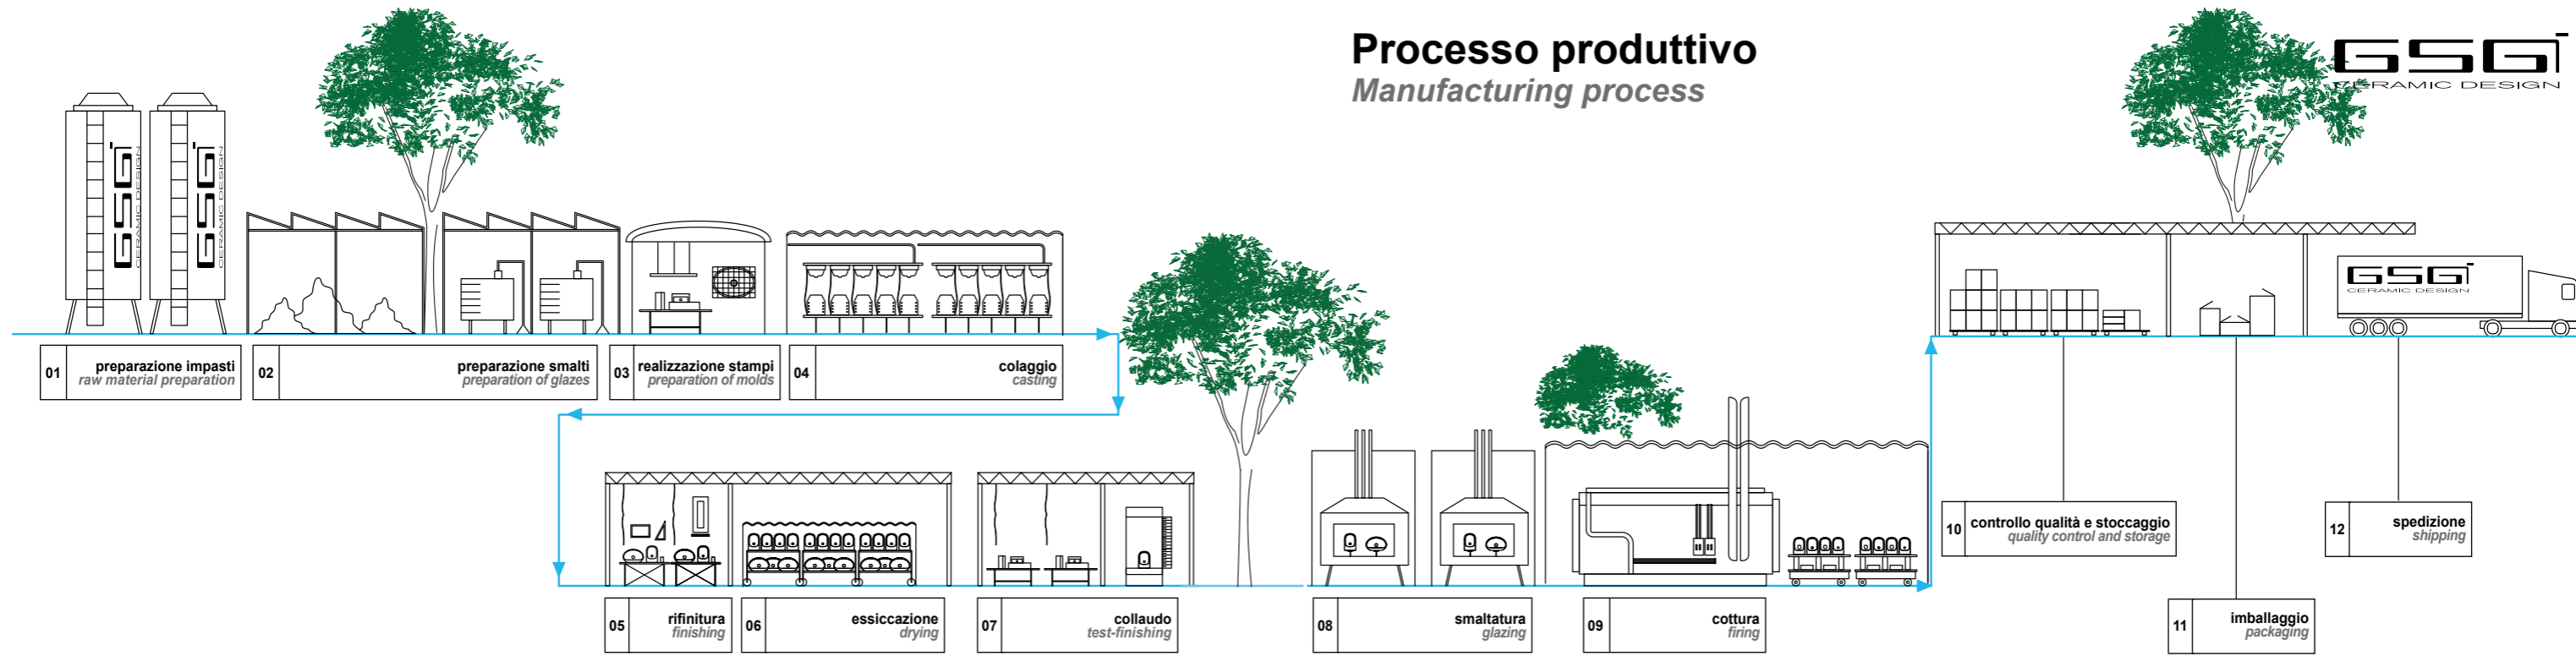 Processo produttivo
Manufacturing process
GSG
CERAMIC DESIGN
GSG
CERAMIC DESIGN
GSG
CERAMIC DESIGN
GSG
CERAMIC DESIGN
01
preparazione impasti
raw material preparation
02
preparazione smalti
preparation of glazes
03
realizzazione stampi
preparation of molds
04
colaggio
casting
05
rifinitura
finishing
06
essiccazione
drying
07
collaudo
test-finishing
08
smaltatura
glazing
09
cottura
firing
10
controllo qualità e stoccaggio
quality control and storage
11
imballaggio
packaging
12
spedizione
shipping